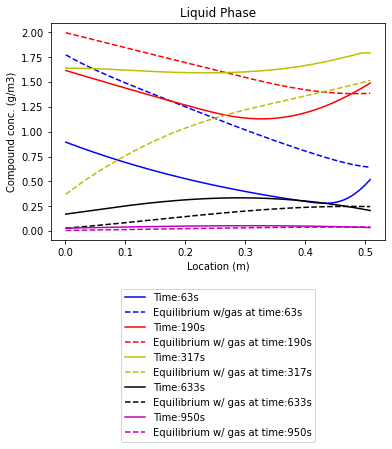 Liquid Phase
2.00
1.75
1.50
1.25
1.00
0.75
0.50
0.25
0.00
Compound conc. (g/m3)
0.0 0.1 0.2 0.3 0.4 0.5
Location (m)
Time:63s
Equilibrium w/gas at time:63s
Time:190s
Equilibrium w/ gas at time:190s
Time:317s
Equilibrium w/ gas at time:317s
Time:633s
Equilibrium w/ gas at time:633s
Time:950s
Equilibrium w/ gas at time:950s